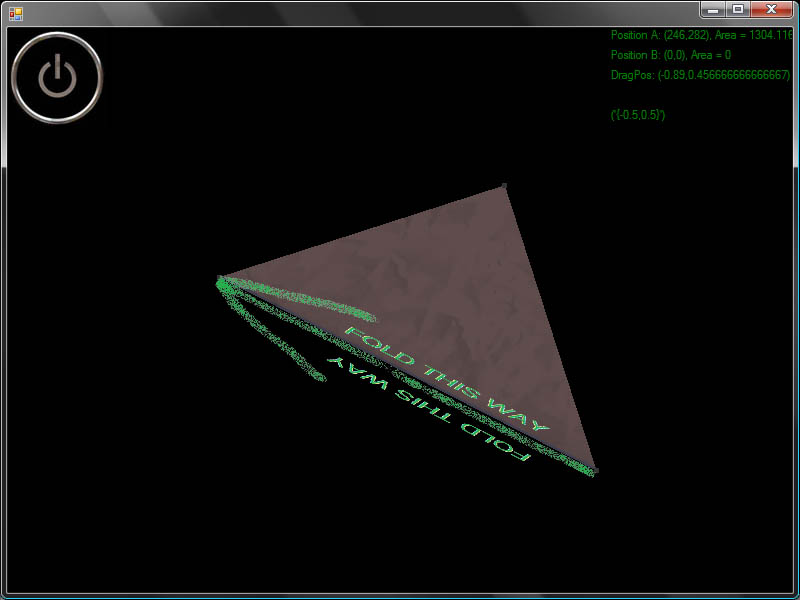 Position A: (246,282), Area = 1304.116
Position B: (0,0), Area = 0
DragPos: (-0.89,0.456666666666667)
('{-0.5,0.5}')
FOLD THIS WAY
FOLD THIS WAY